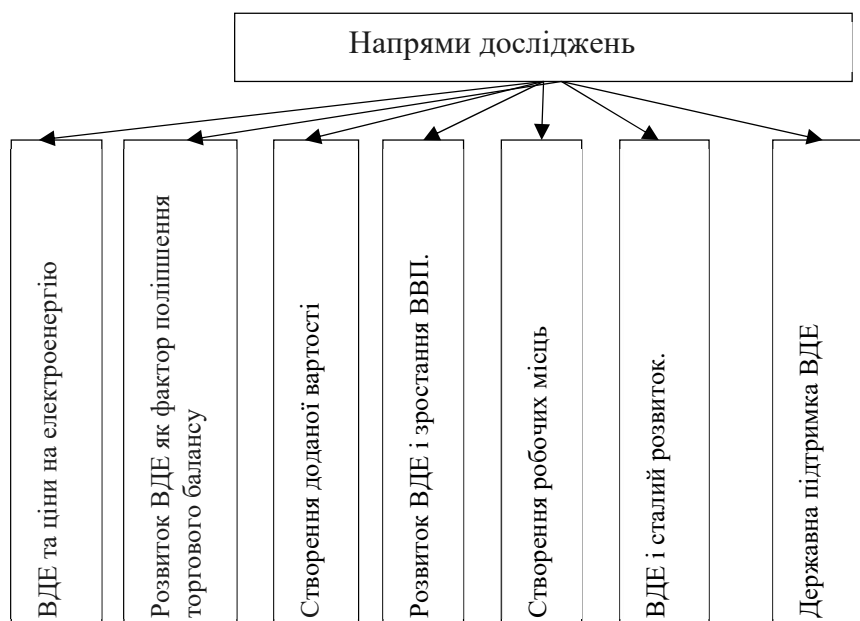 Напрями досліджень
ВДЕ та ціни на електроенергію
Розвиток ВДЕ як фактор поліпшення
торгового балансу
Створення доданої вартості
Розвиток ВДЕ і зростання ВВП.
Створення робочих місць
ВДЕ і сталий розвиток.
Державна підтримка ВДЕ